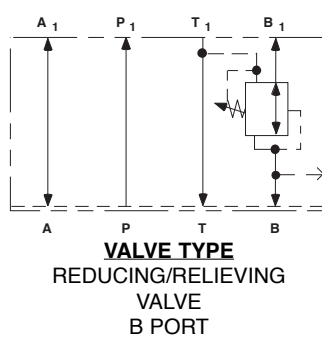 A 1 P 1 T 1 B 1
A P T B
VALVE TYPE
REDUCING/RELIEVING
VALVE
B PORT